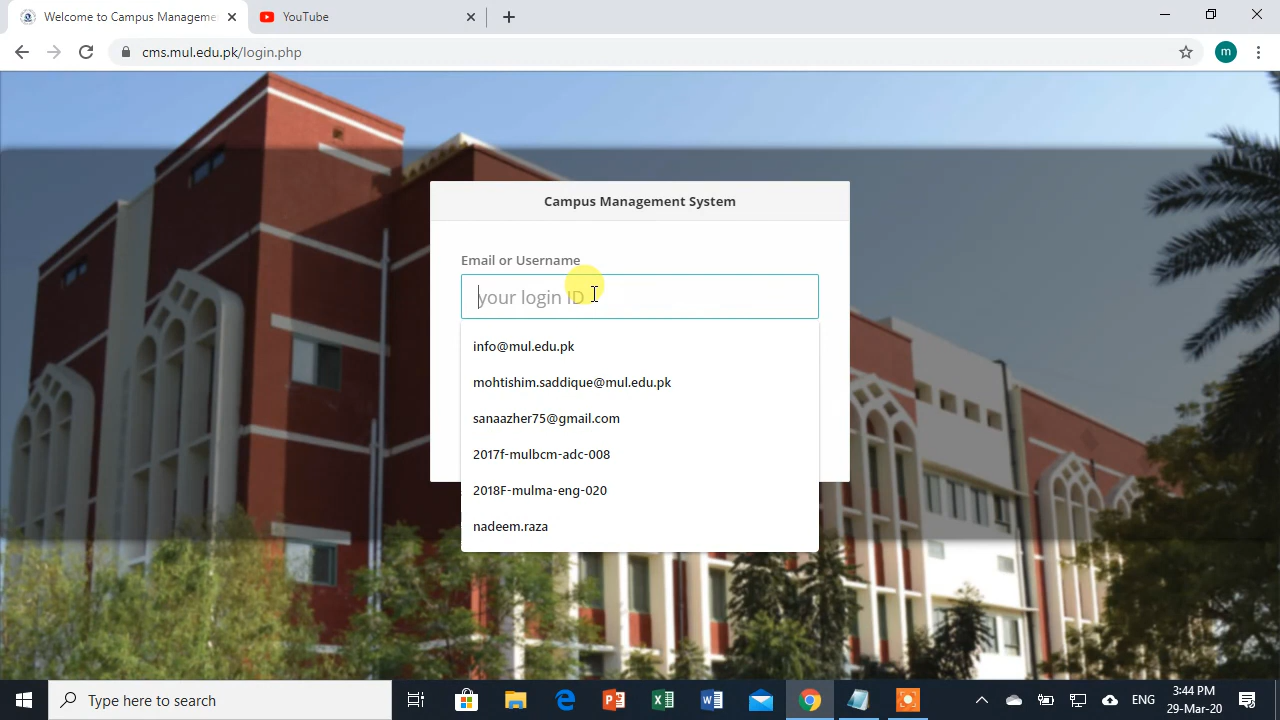 Welcome to Campus Manageme
YouTube
cms.mul.edu.pk/login.php
m
Campus Management System
Email or Username
your login ID
info@mul.edu.pk
mohtishim.saddique@mul.edu.pk
sanaazher75@gmail.com
2017f-mulbcm-adc-008
2018F-mulma-eng-020
nadeem.raza
Type here to search
ENG
3:44 PM
29-Mar-20